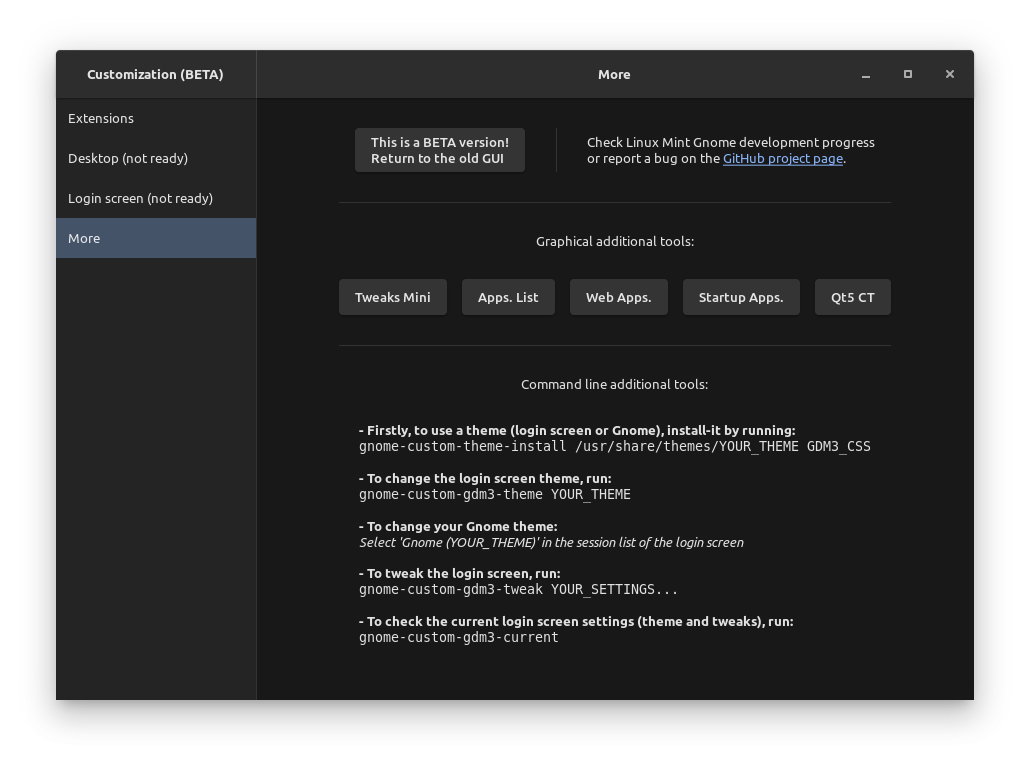 Customization (BETA)
More
Extensions
Desktop (not ready)
Login screen (not ready)
More
This is a BETA version!
Return to the old GUI
Check Linux Mint Gnome development progress
or report a bug on the GitHub project page.
Graphical additional tools:
Tweaks Mini
Apps. List
Web Apps.
Startup Apps.
Qt5 CT
Command line additional tools:
- Firstly, to use a theme (login screen or Gnome), install-it by running:
gnome-custom-theme-install /usr/share/themes/YOUR_THEME GDM3_CSS
- To change the login screen theme, run:
gnome-custom-gdm3-theme YOUR_THEME
- To change your Gnome theme:
Select 'Gnome (YOUR_THEME)' in the session list of the login screen
- To tweak the login screen, run:
gnome-custom-gdm3-tweak YOUR_SETTINGS...
- To check the current login screen settings (theme and tweaks), run:
gnome-custom-gdm3-current